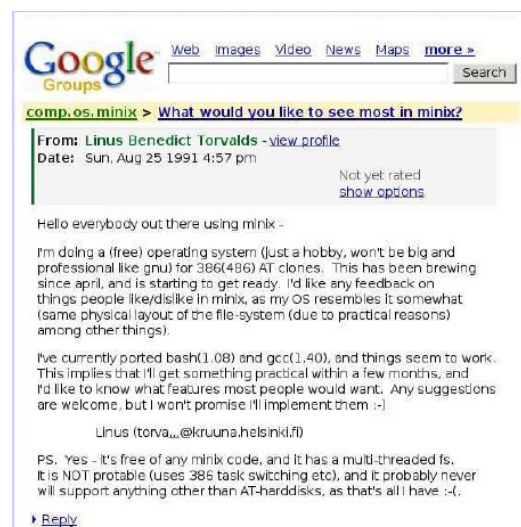 Google
Groups
Web Images Video News Maps more »
Search
comp.os.minix > What would you like to see most in minix?
From: Linus Benedict Torvalds - view profile
Date: Sun, Aug 25 1991 4:57 pm
Not yet rated
show options
Hello everybody out there using minix -
I'm doing a (free) operating system (just a hobby, won't be big and
professional like gnu) for 386(486) AT clones. This has been brewing
since april, and is starting to get ready. I'd like any feedback on
things people like/dislike in minix, as my OS resembles it somewhat
(same physical layout of the file-system (due to practical reasons)
among other things).
I've currently ported bash(1.08) and gcc(1.40), and things seem to work.
This implies that I'll get something practical within a few months, and
I'd like to know what features most people would want. Any suggestions
are welcome, but I won't promise I'll implement them :-)
Linus (torva...@kruuna.helsinki.fi)
PS. Yes - it's free of any minix code, and it has a multi-threaded fs.
It is NOT protable (uses 386 task switching etc), and it probably never
will support anything other than AT-harddisks, as that's all I have :-(.
Reply